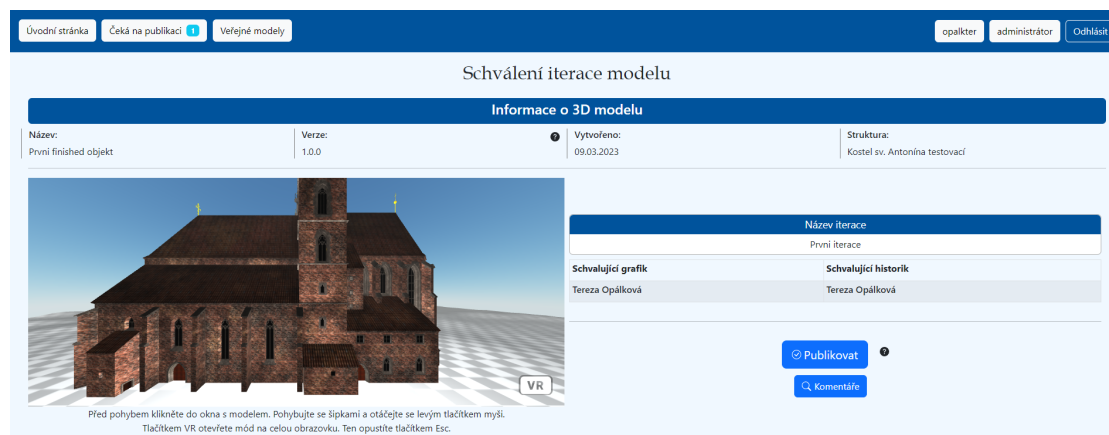 Úvodní stránka Čeká na publikaci 1 Veřejné modely opalkter administrátor Odhlásit
Schválení iterace modelu
Informace o 3D modelu
Název: Verze: ? Vytvořeno: Struktura:
První finished objekt 1.0.0 09.03.2023 Kostel sv. Antonína testovací
Název iterace
První iterace
Schvalující grafik Schvalující historik
Tereza Opálková Tereza Opálková
Publikovat ?
Komentáře
VR
Před pohybem klikněte do okna s modelem. Pohybujte se šipkami a otáčejte se levým tlačítkem myši.
Tlačítkem VR otevřete mód na celou obrazovku. Ten opustíte tlačítkem Esc.